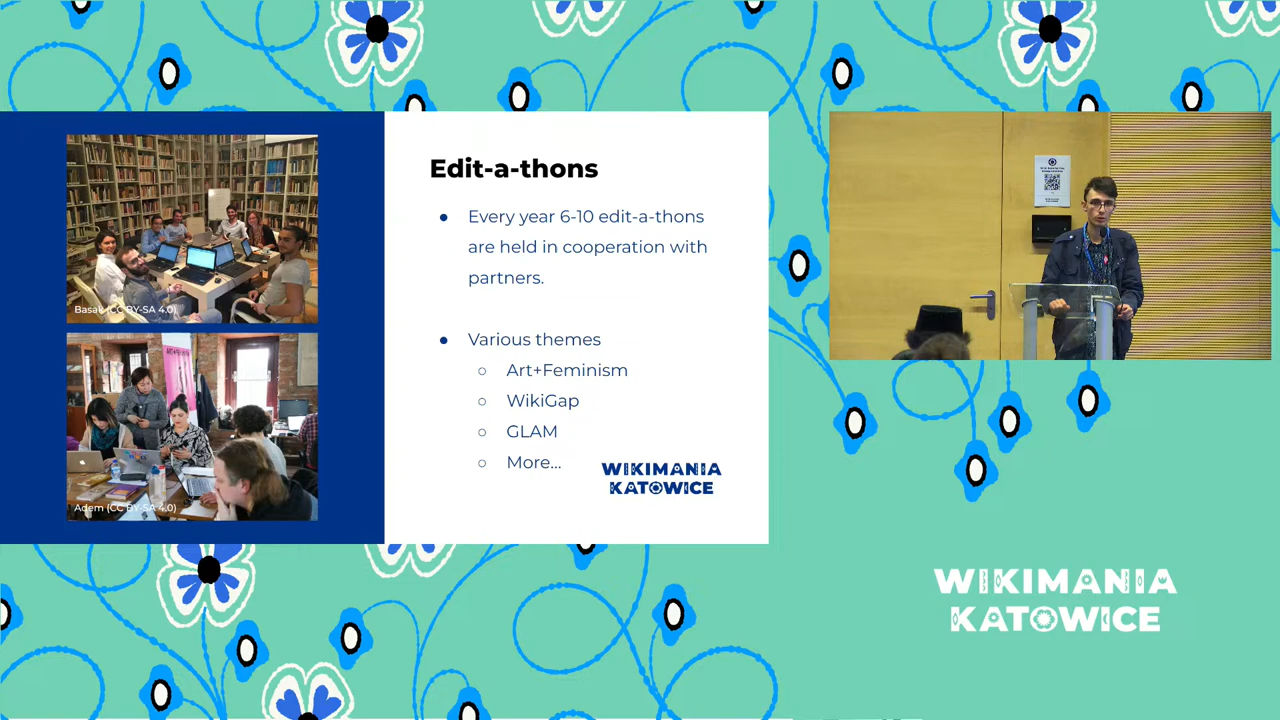 Edit-a-thons
● Every year 6-10 edit-a-thons
are held in cooperation with
partners.
● Various themes
○ Art+Feminism
○ WikiGap
○ GLAM
○ More...
WIKIMANIA
KATOWICE
Basak (CC BY-SA 4.0)
Adem (CC BY-SA 4.0)
WIKIMANIA
KATOWICE